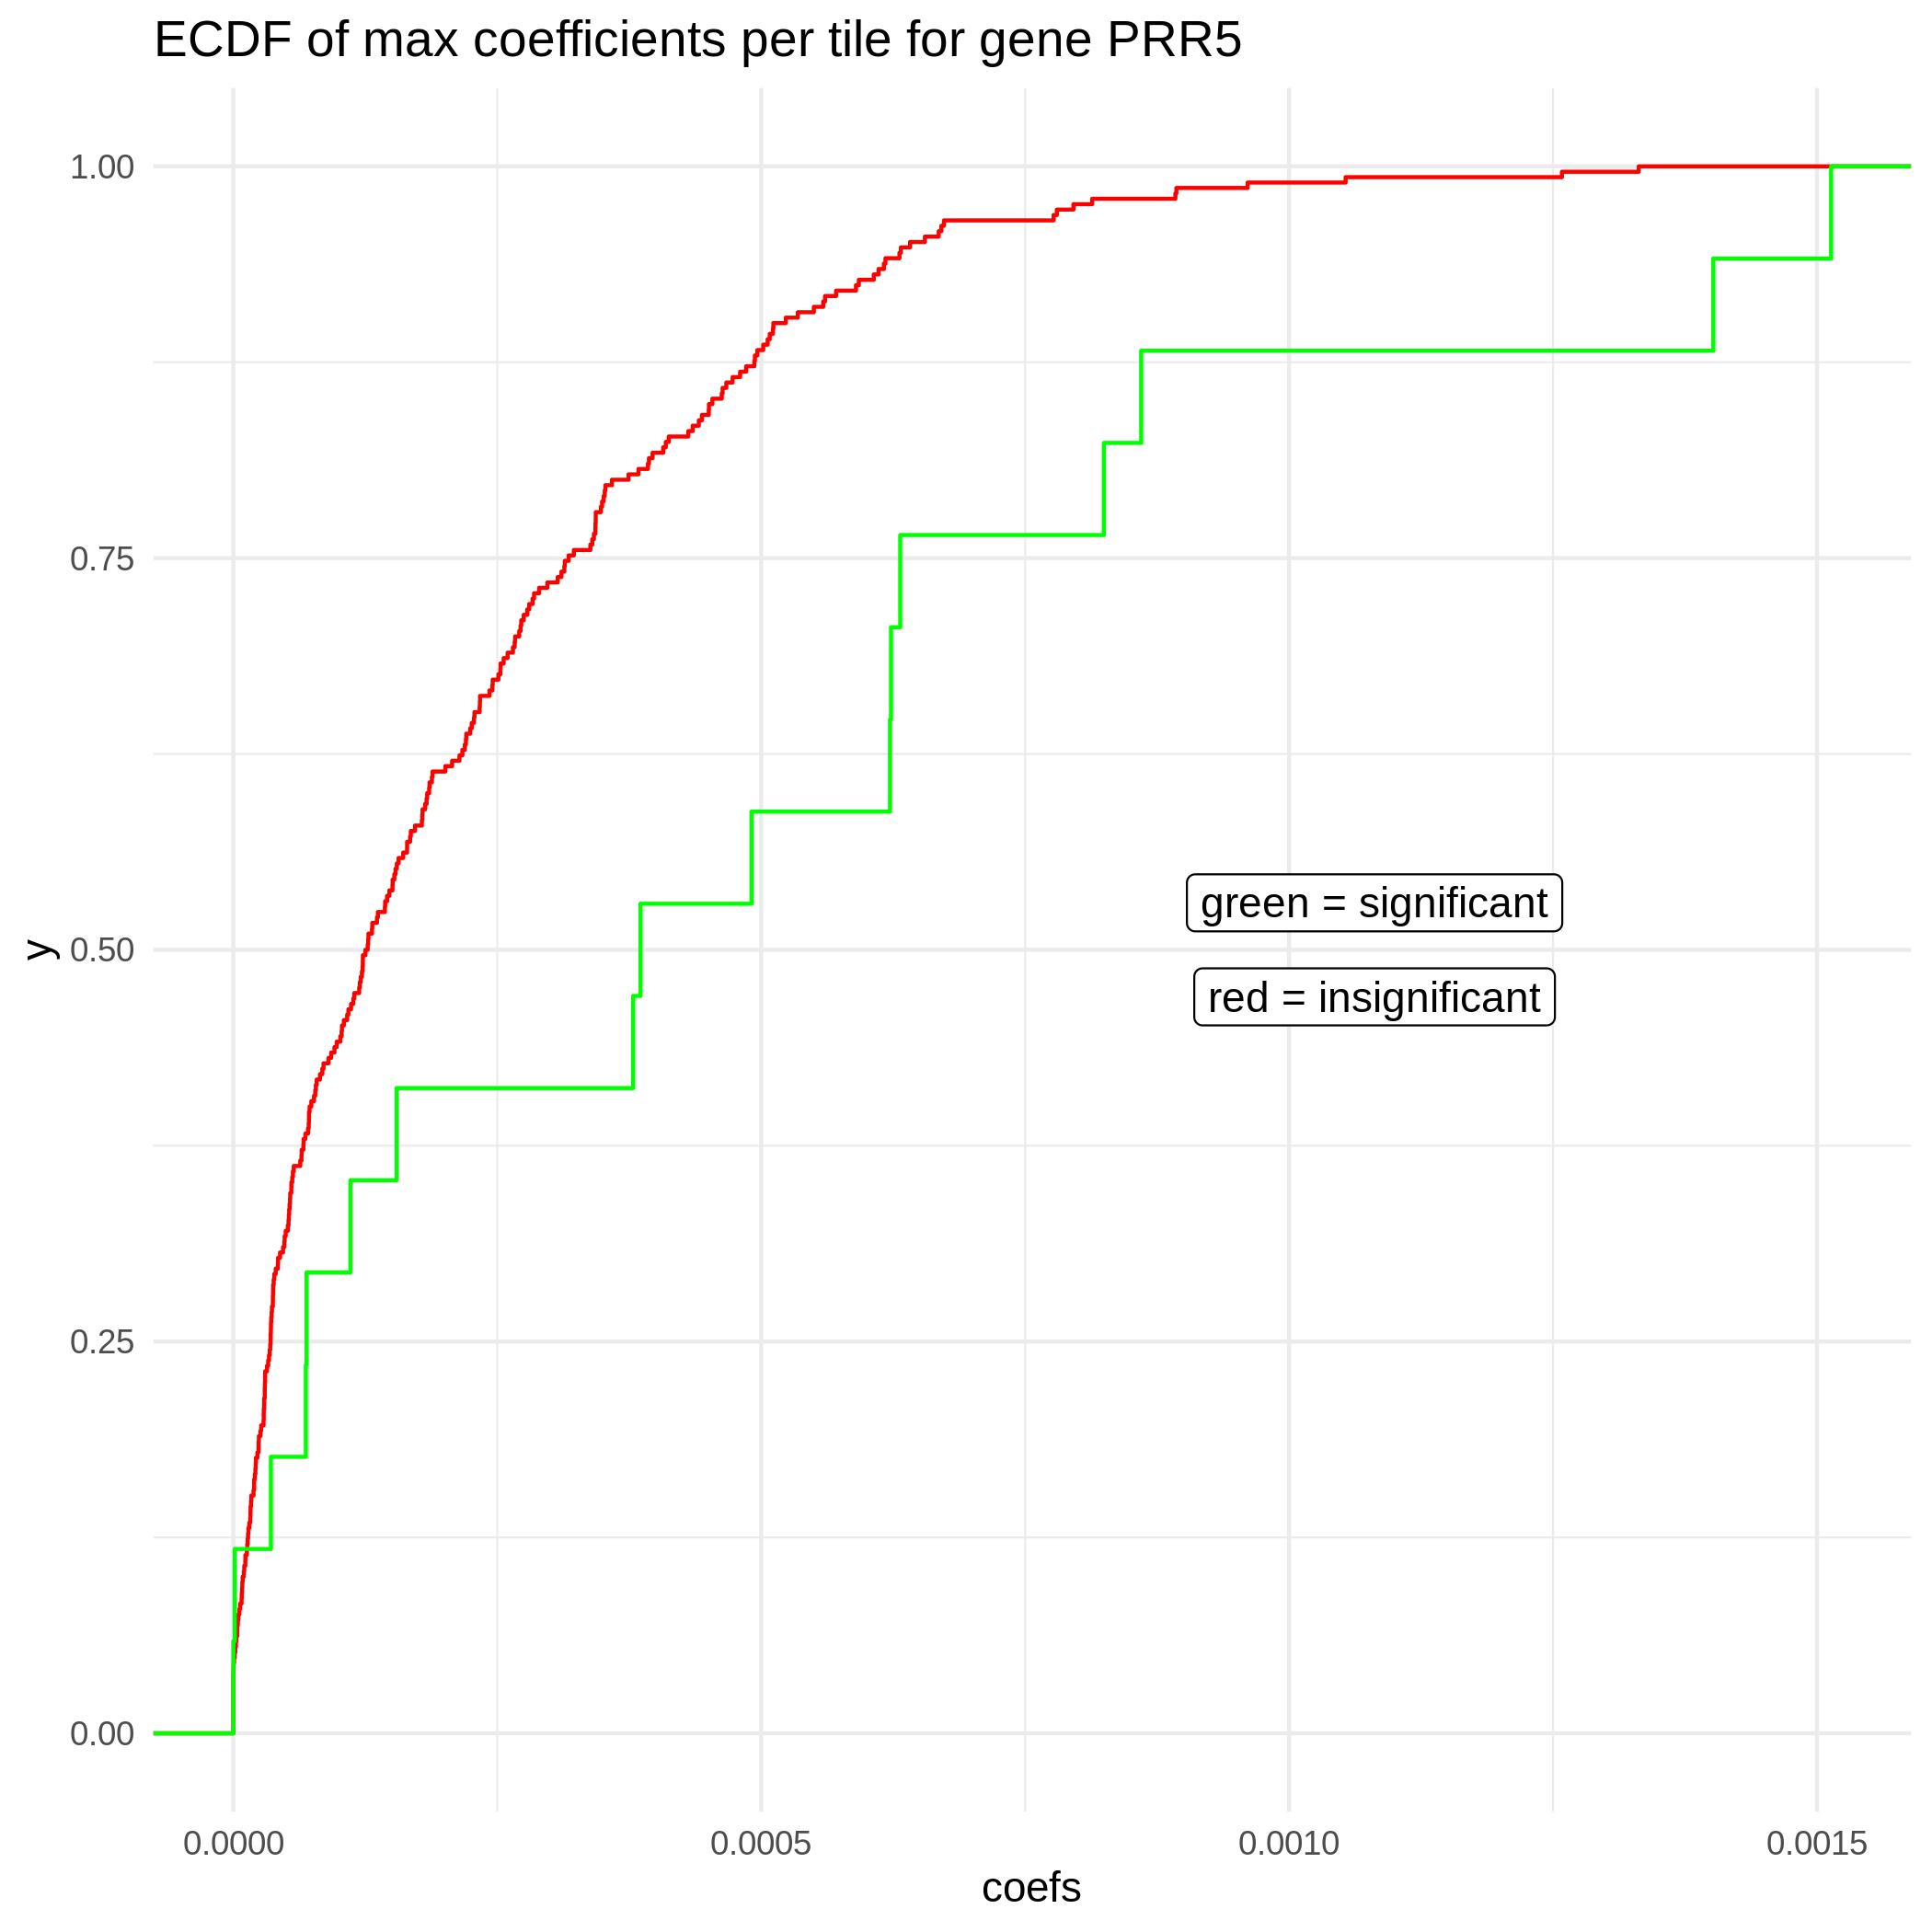 ECDF of max coefficients per tile for gene PRR5
1.00
0.75
0.50
0.25
0.00
y
green = significant
red = insignificant
0.0000 0.0005 0.0010 0.0015
coefs